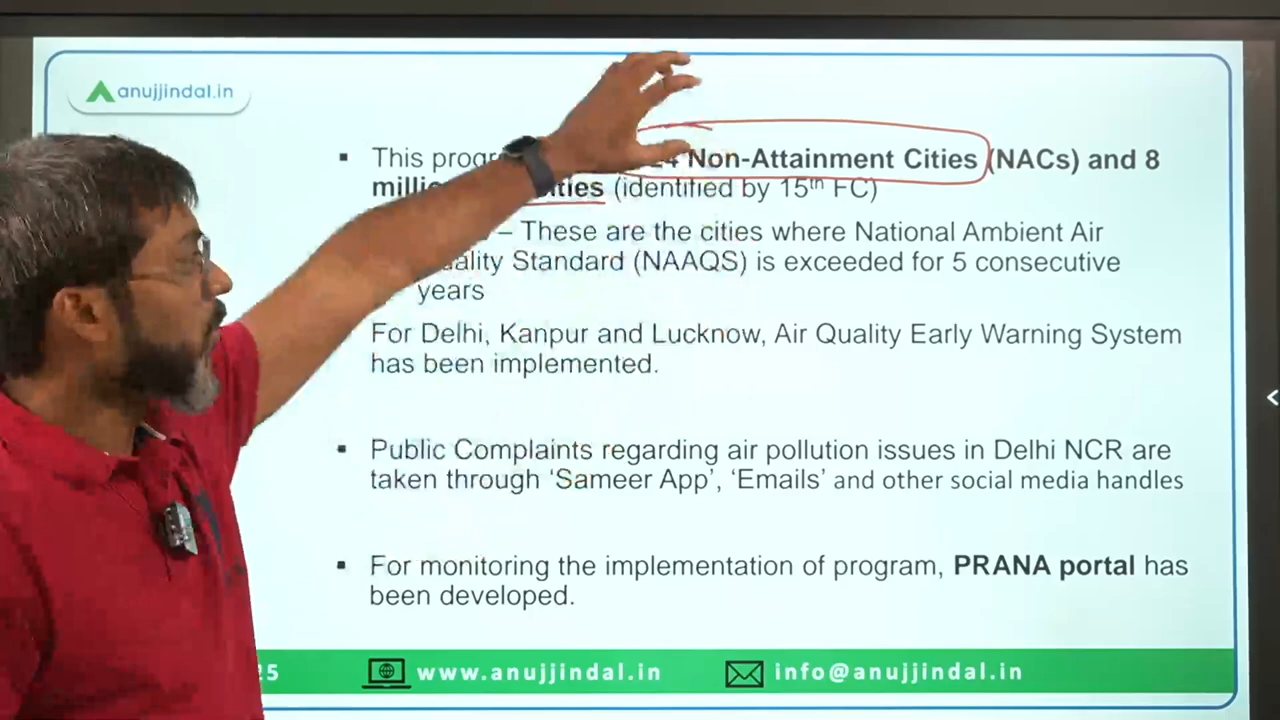 anujjindal.in
This Non-Attainment Cities (NACs) and 8
(identified by 15th FC)
– These are the cities where National Ambient Air
Quality Standard (NAAQS) is exceeded for 5 consecutive
years
For Delhi, Kanpur and Lucknow, Air Quality Early Warning System
has been implemented.
Public Complaints regarding air pollution issues in Delhi NCR are
taken through ‘Sameer App’, ‘Emails’ and other social media handles
For monitoring the implementation of program, PRANA portal has
been developed.
25 www.anujjindal.in info@anujjindal.in